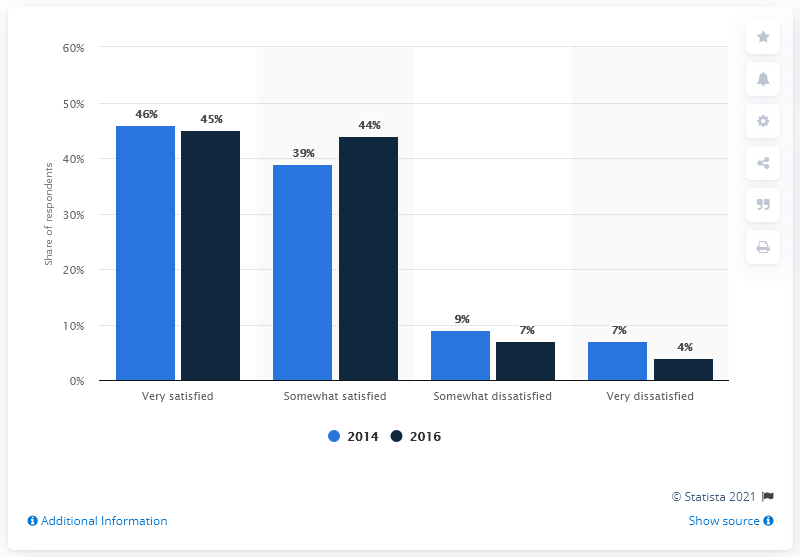 60%
50%
40%
30%
20%
10%
0%
Share of respondents
46%
45%
39%
44%
9%
7%
7%
4%
Very satisfied
Somewhat satisfied
Somewhat dissatisfied
Very dissatisfied
2014
2016
© Statista 2021
Additional Information
Show source